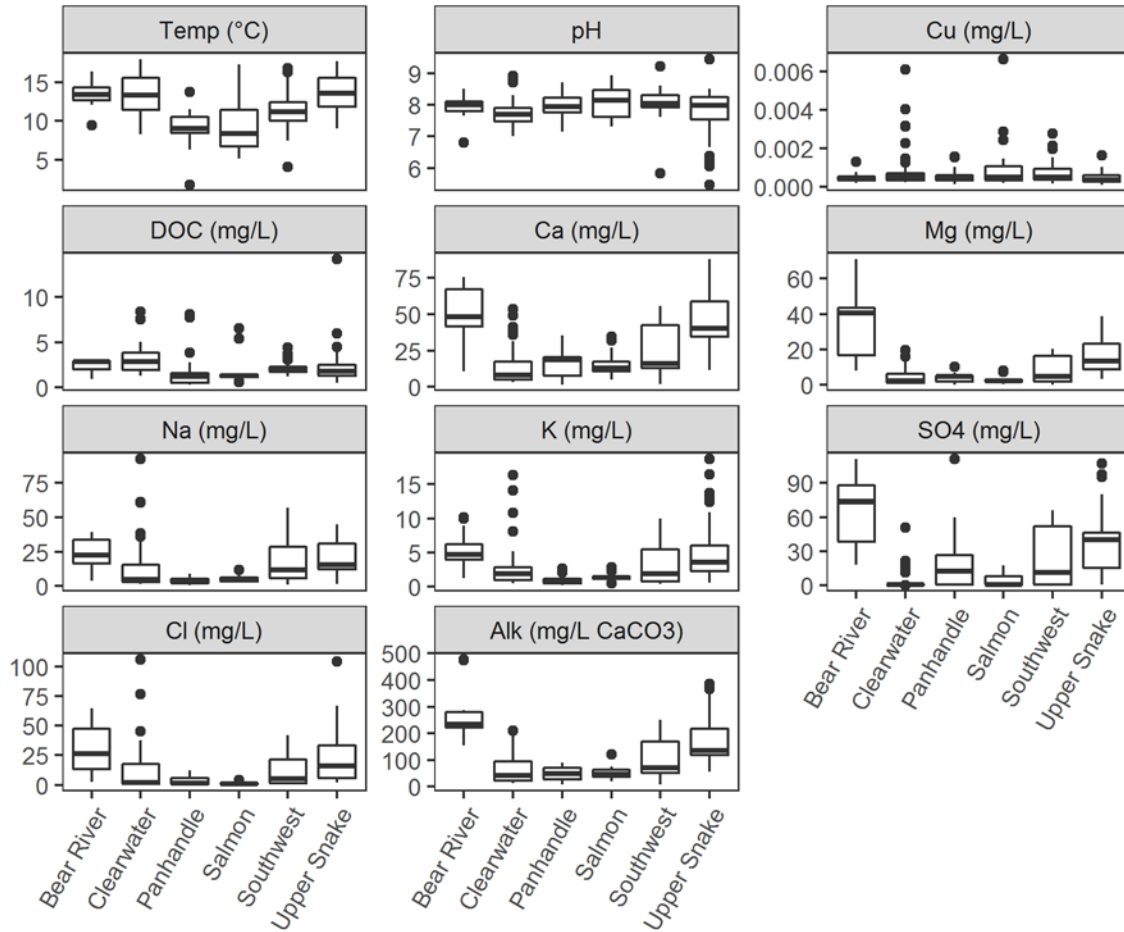 Temp (°C) pH Cu (mg/L)
15
10
5
9
8
7
6
0.006
0.004
0.002
0.000
DOC (mg/L) Ca (mg/L) Mg (mg/L)
10
5
0
75
50
25
0
60
40
20
0
Na (mg/L) K (mg/L) SO4 (mg/L)
75
50
25
0
15
10
5
0
90
60
30
0
Cl (mg/L) Alk (mg/L CaCO3)
100
75
50
25
0
500
400
300
200
100
0
Bear River
Clearwater
Panhandle
Salmon
Southwest
Upper Snake
Bear River
Clearwater
Panhandle
Salmon
Southwest
Upper Snake
Bear River
Clearwater
Panhandle
Salmon
Southwest
Upper Snake